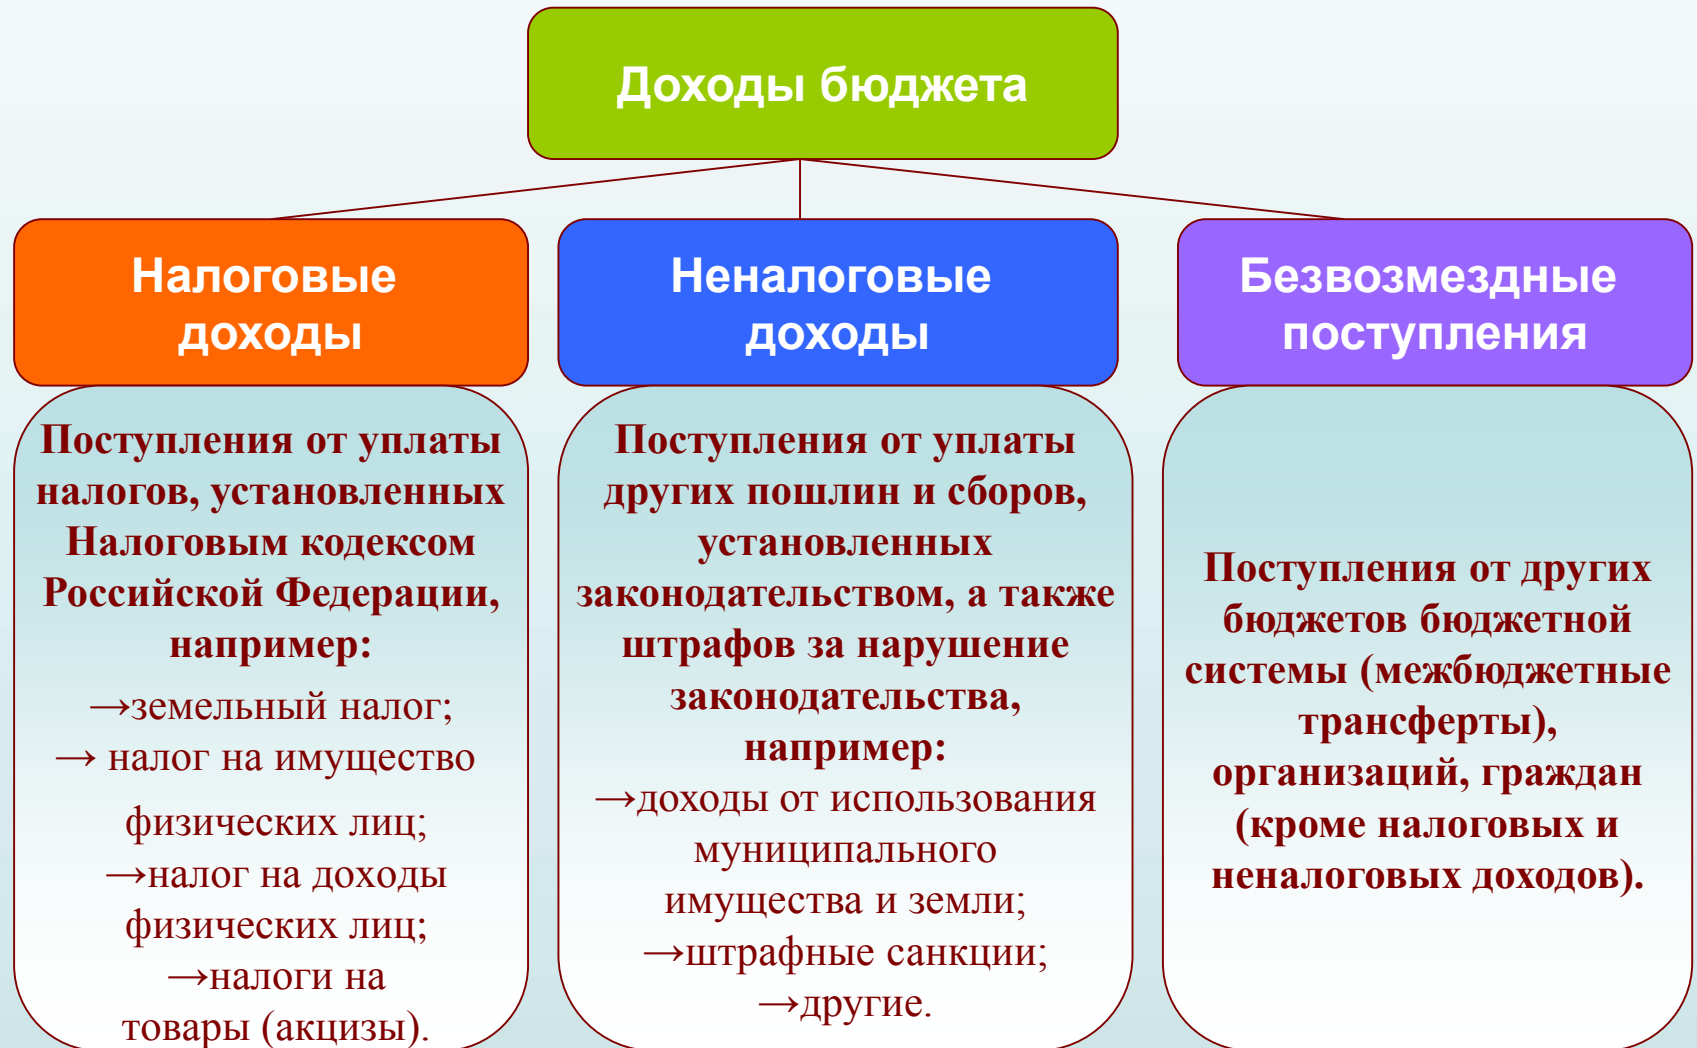 Доходы бюджета
Налоговые
доходы
Неналоговые
доходы
Безвозмездные
поступления
Поступления от уплаты
налогов, установленных
Налоговым кодексом
Российской Федерации,
например:
→земельный налог;
→ налог на имущество
физических лиц;
→налог на доходы
физических лиц;
→налоги на
товары (акцизы).
Поступления от уплаты
других пошлин и сборов,
установленных
законодательством, а также
штрафов за нарушение
законодательства,
например:
→доходы от использования
муниципального
имущества и земли;
→штрафные санкции;
→другие.
Поступления от других
бюджетов бюджетной
системы (межбюджетные
трансферты),
организаций, граждан
(кроме налоговых и
неналоговых доходов).